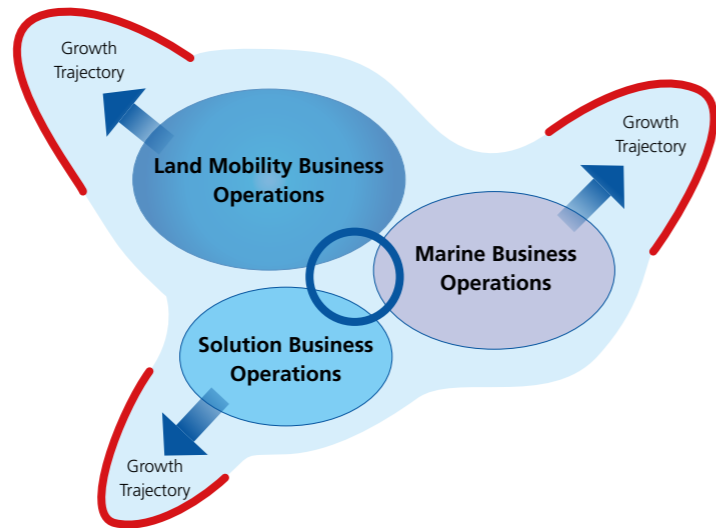 Growth
Trajectory
Land Mobility Business
Operations
Growth
Trajectory
Marine Business
Operations
Solution Business
Operations
Growth
Trajectory